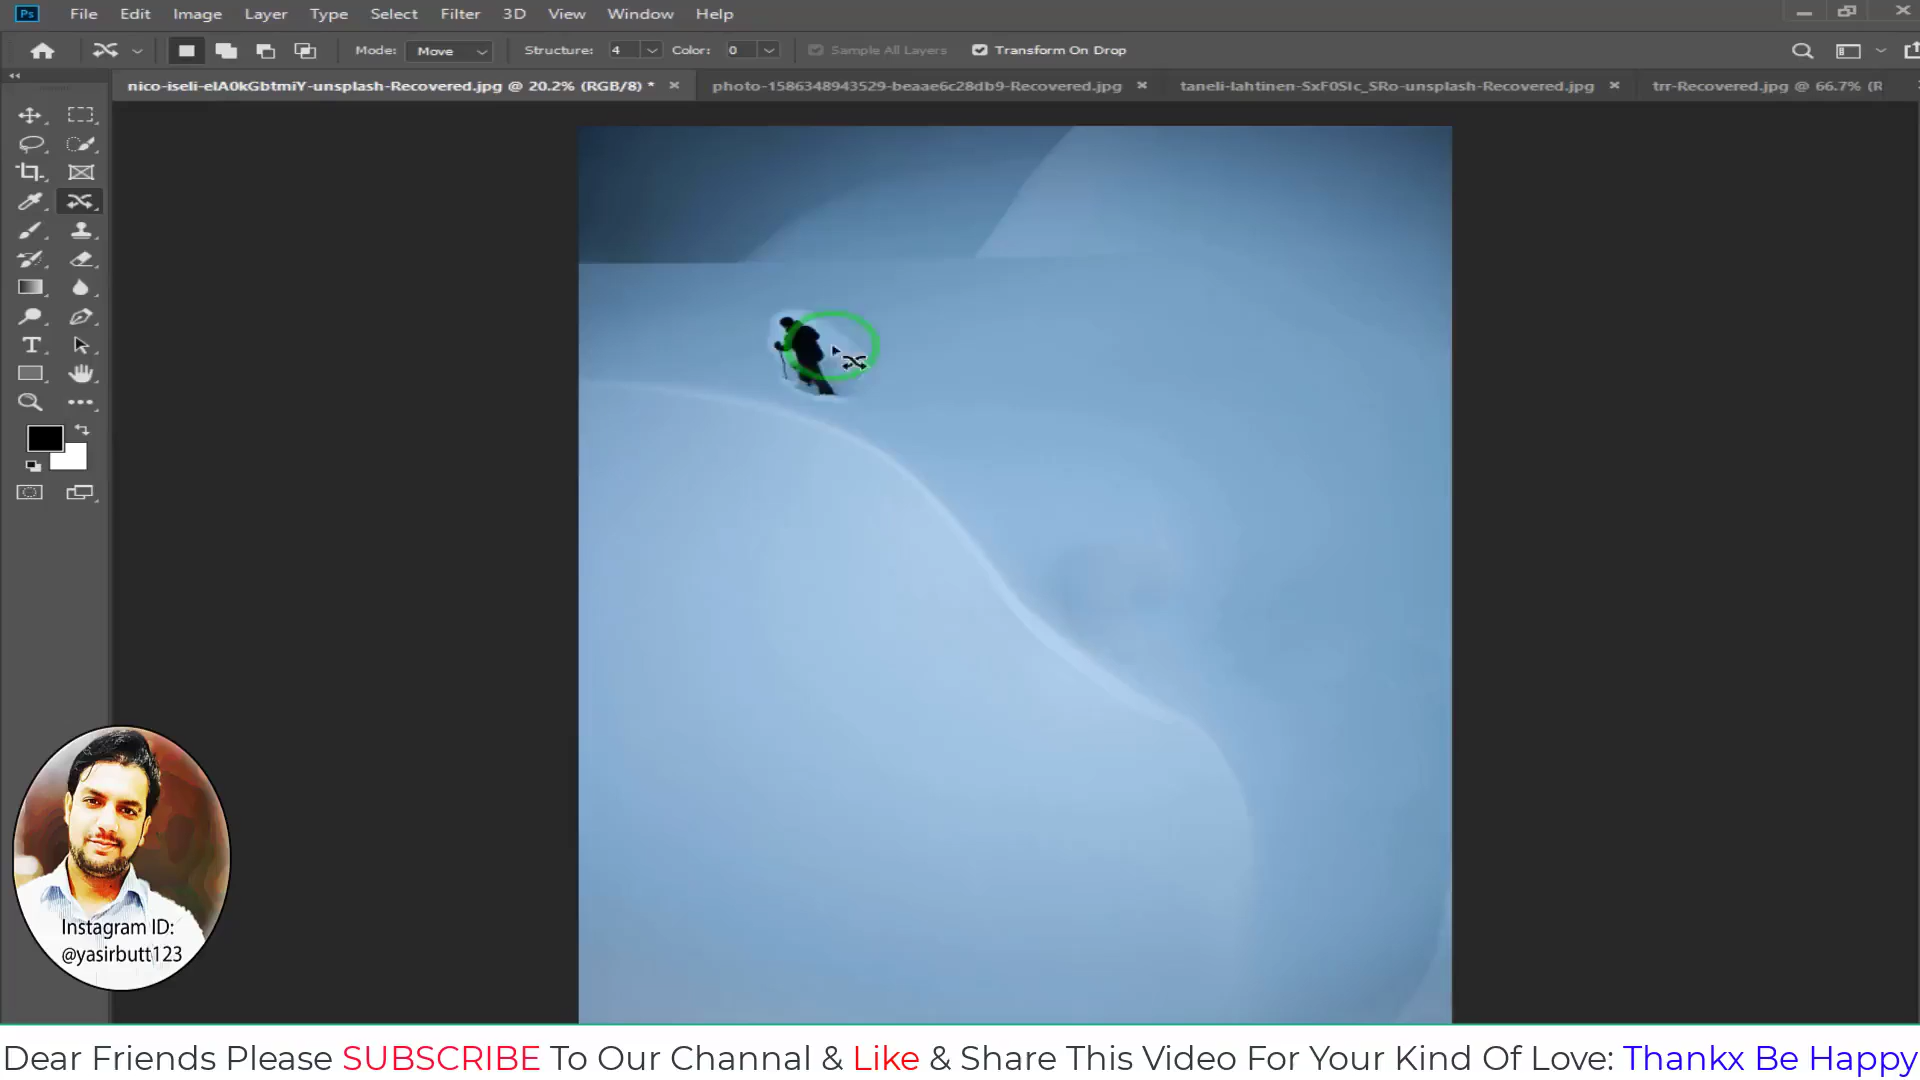 Ps File Edit Image Layer Type Select Filter 3D View Window Help
Mode: Move Structure: 4 Color: 0 Sample All Layers Transform On Drop
nico-iseli-elA0kGbtmiY-unsplash-Recovered.jpg @ 20.2% (RGB/8) * photo-1586348943529-beaae6c28db9-Recovered.jpg taneli-lahtinen-SxF0SIc_SRo-unsplash-Recovered.jpg trr-Recovered.jpg @ 66.7% (R
T
Instagram ID:
@yasirbutt123
Dear Friends Please SUBSCRIBE To Our Channal & Like & Share This Video For Your Kind Of Love: Thankx Be Happy